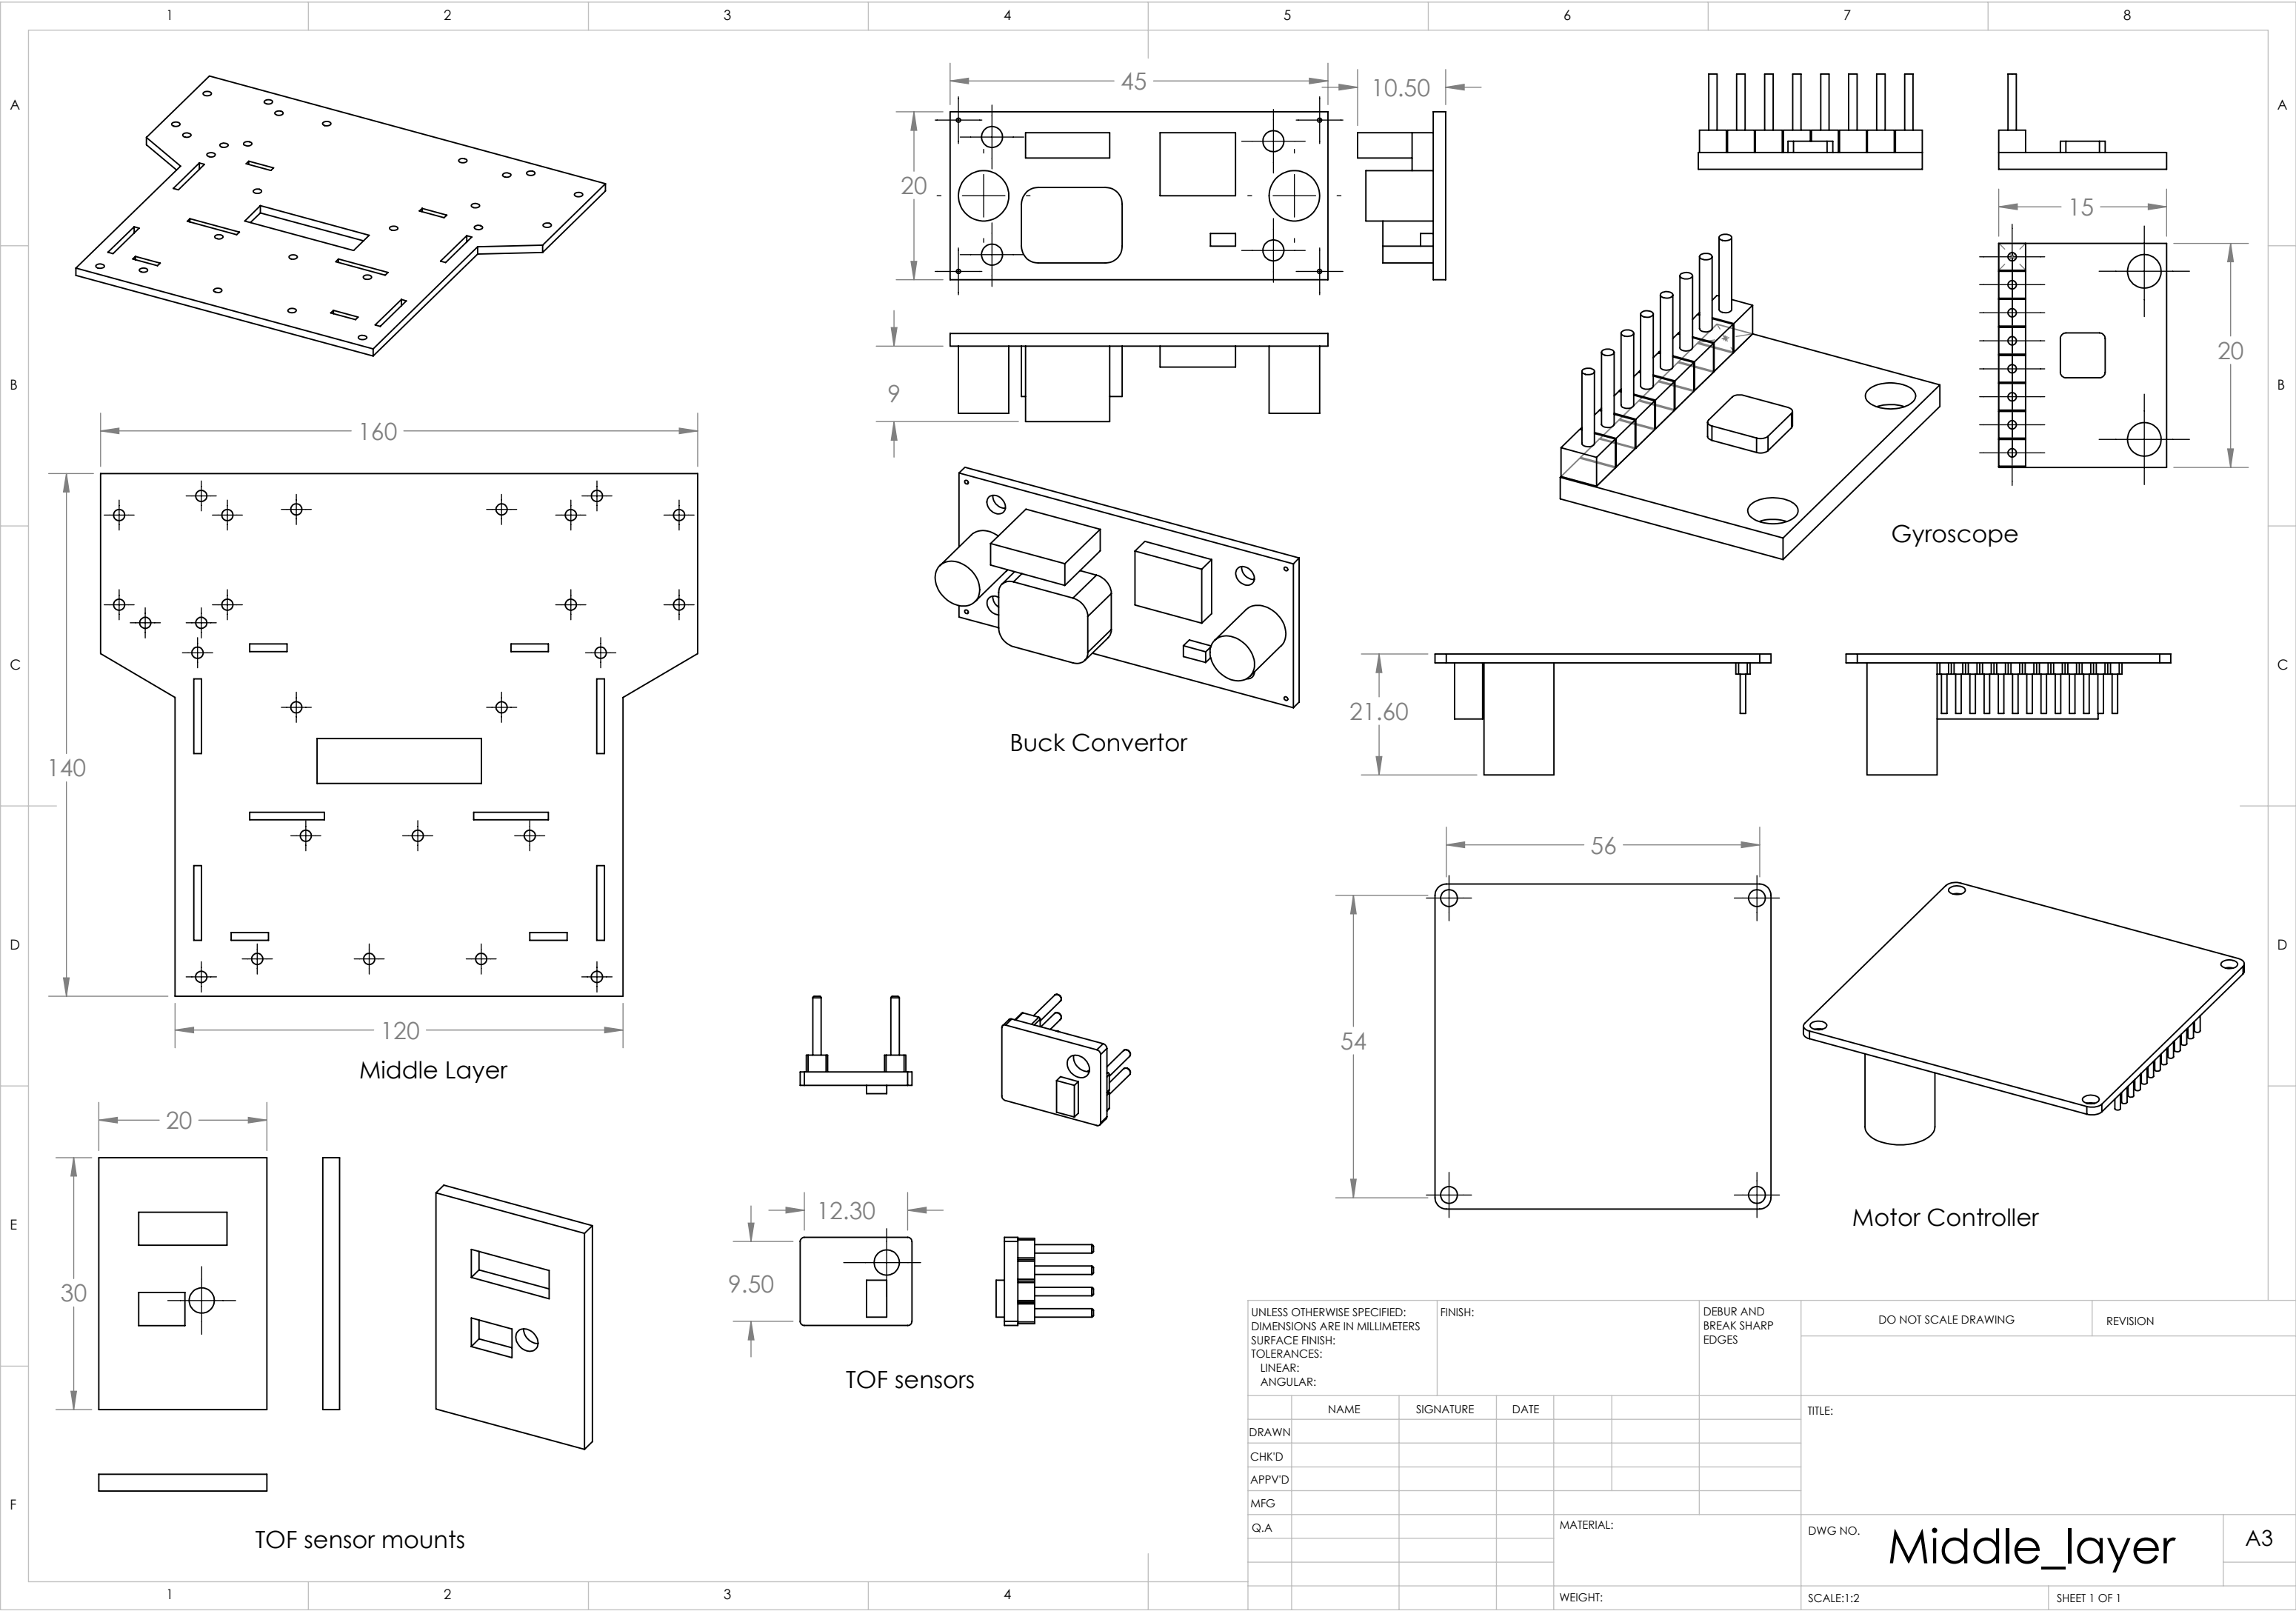 1 2 3 4 5 6 7 8
A A
45
10.50
20
15
20
B B
9
160
Gyroscope
C C
21.60
Buck Convertor
140
56
D D
54
120
Middle Layer
20
12.30
Motor Controller
E E
30
9.50
TOF sensors
UNLESS OTHERWISE SPECIFIED:
DIMENSIONS ARE IN MILLIMETERS
SURFACE FINISH:
TOLERANCES:
LINEAR:
ANGULAR:
FINISH:
DEBUR AND
BREAK SHARP
EDGES
DO NOT SCALE DRAWING
REVISION
NAME SIGNATURE DATE
TITLE:
DRAWN
CHK'D
APPV'D
MFG
Q.A
F
TOF sensor mounts
MATERIAL:
DWG NO.
Middle_layer
A3
WEIGHT:
SCALE:1:2
SHEET 1 OF 1
1 2 3 4